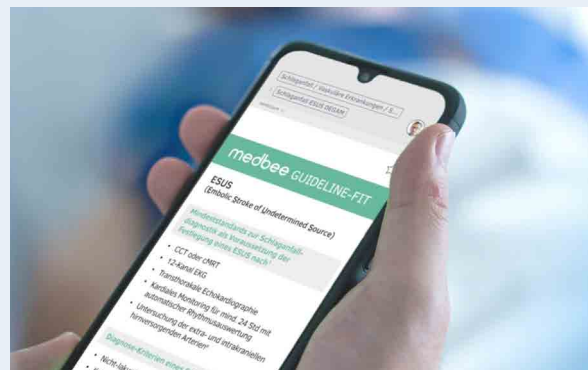 Schlaganfall / Vaskuläre Erkrankungen / S...
Schlaganfall ESUS DEGAM
medbee GUIDELINE-FIT
ESUS
(Embolic Stroke of Undetermined Source)
Mindeststandards zur Schlaganfall-
diagnostik als Voraussetzung der
Festlegung eines ESUS nach¹
• CCT oder cMRT
• 12-Kanal EKG
• Transthorakale Echokardiographie
• Kardiales Monitoring für mind. 24 Std mit
automatischer Rhythmusauswertung
• Untersuchung der extra- und intrakraniellen
hirnversorgenden Arterien
Diagnose-Kriterien eines